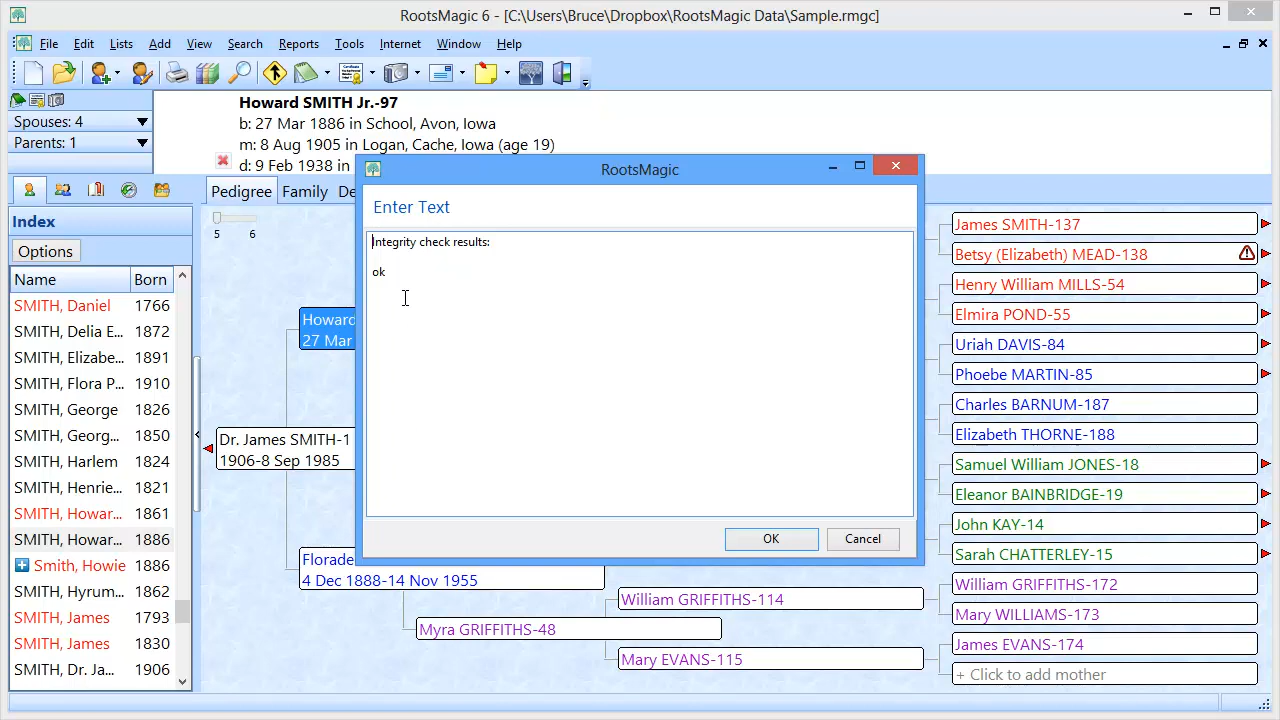 RootsMagic 6 - [C:\Users\Bruce\Dropbox\RootsMagic Data\Sample.rmgc]
File Edit Lists Add View Search Reports Tools Internet Window Help
Spouses: 4
Parents: 1
Howard SMITH Jr.-97
b: 27 Mar 1886 in School, Avon, Iowa
m: 8 Aug 1905 in Logan, Cache, Iowa (age 19)
d: 9 Feb 1938 in
Pedigree Family De
Index
Options
Name Born
SMITH, Daniel 1766
SMITH, Delia E... 1872
SMITH, Elizabe... 1891
SMITH, Flora P... 1910
SMITH, George 1826
SMITH, Georg... 1850
SMITH, Harlem 1824
SMITH, Henrie... 1821
SMITH, Howar... 1861
SMITH, Howar... 1886
Smith, Howie 1886
SMITH, Hyrum... 1862
SMITH, James 1793
SMITH, James 1830
SMITH, Dr. Ja... 1906
5 6
Howard
27 Mar
Dr. James SMITH-1
1906-8 Sep 1985
Florade
4 Dec 1888-14 Nov 1955
Myra GRIFFITHS-48
William GRIFFITHS-114
Mary EVANS-115
RootsMagic
Enter Text
Integrity check results:
ok
OK Cancel
James SMITH-137
Betsy (Elizabeth) MEAD-138
Henry William MILLS-54
Elmira POND-55
Uriah DAVIS-84
Phoebe MARTIN-85
Charles BARNUM-187
Elizabeth THORNE-188
Samuel William JONES-18
Eleanor BAINBRIDGE-19
John KAY-14
Sarah CHATTERLEY-15
William GRIFFITHS-172
Mary WILLIAMS-173
James EVANS-174
+ Click to add mother